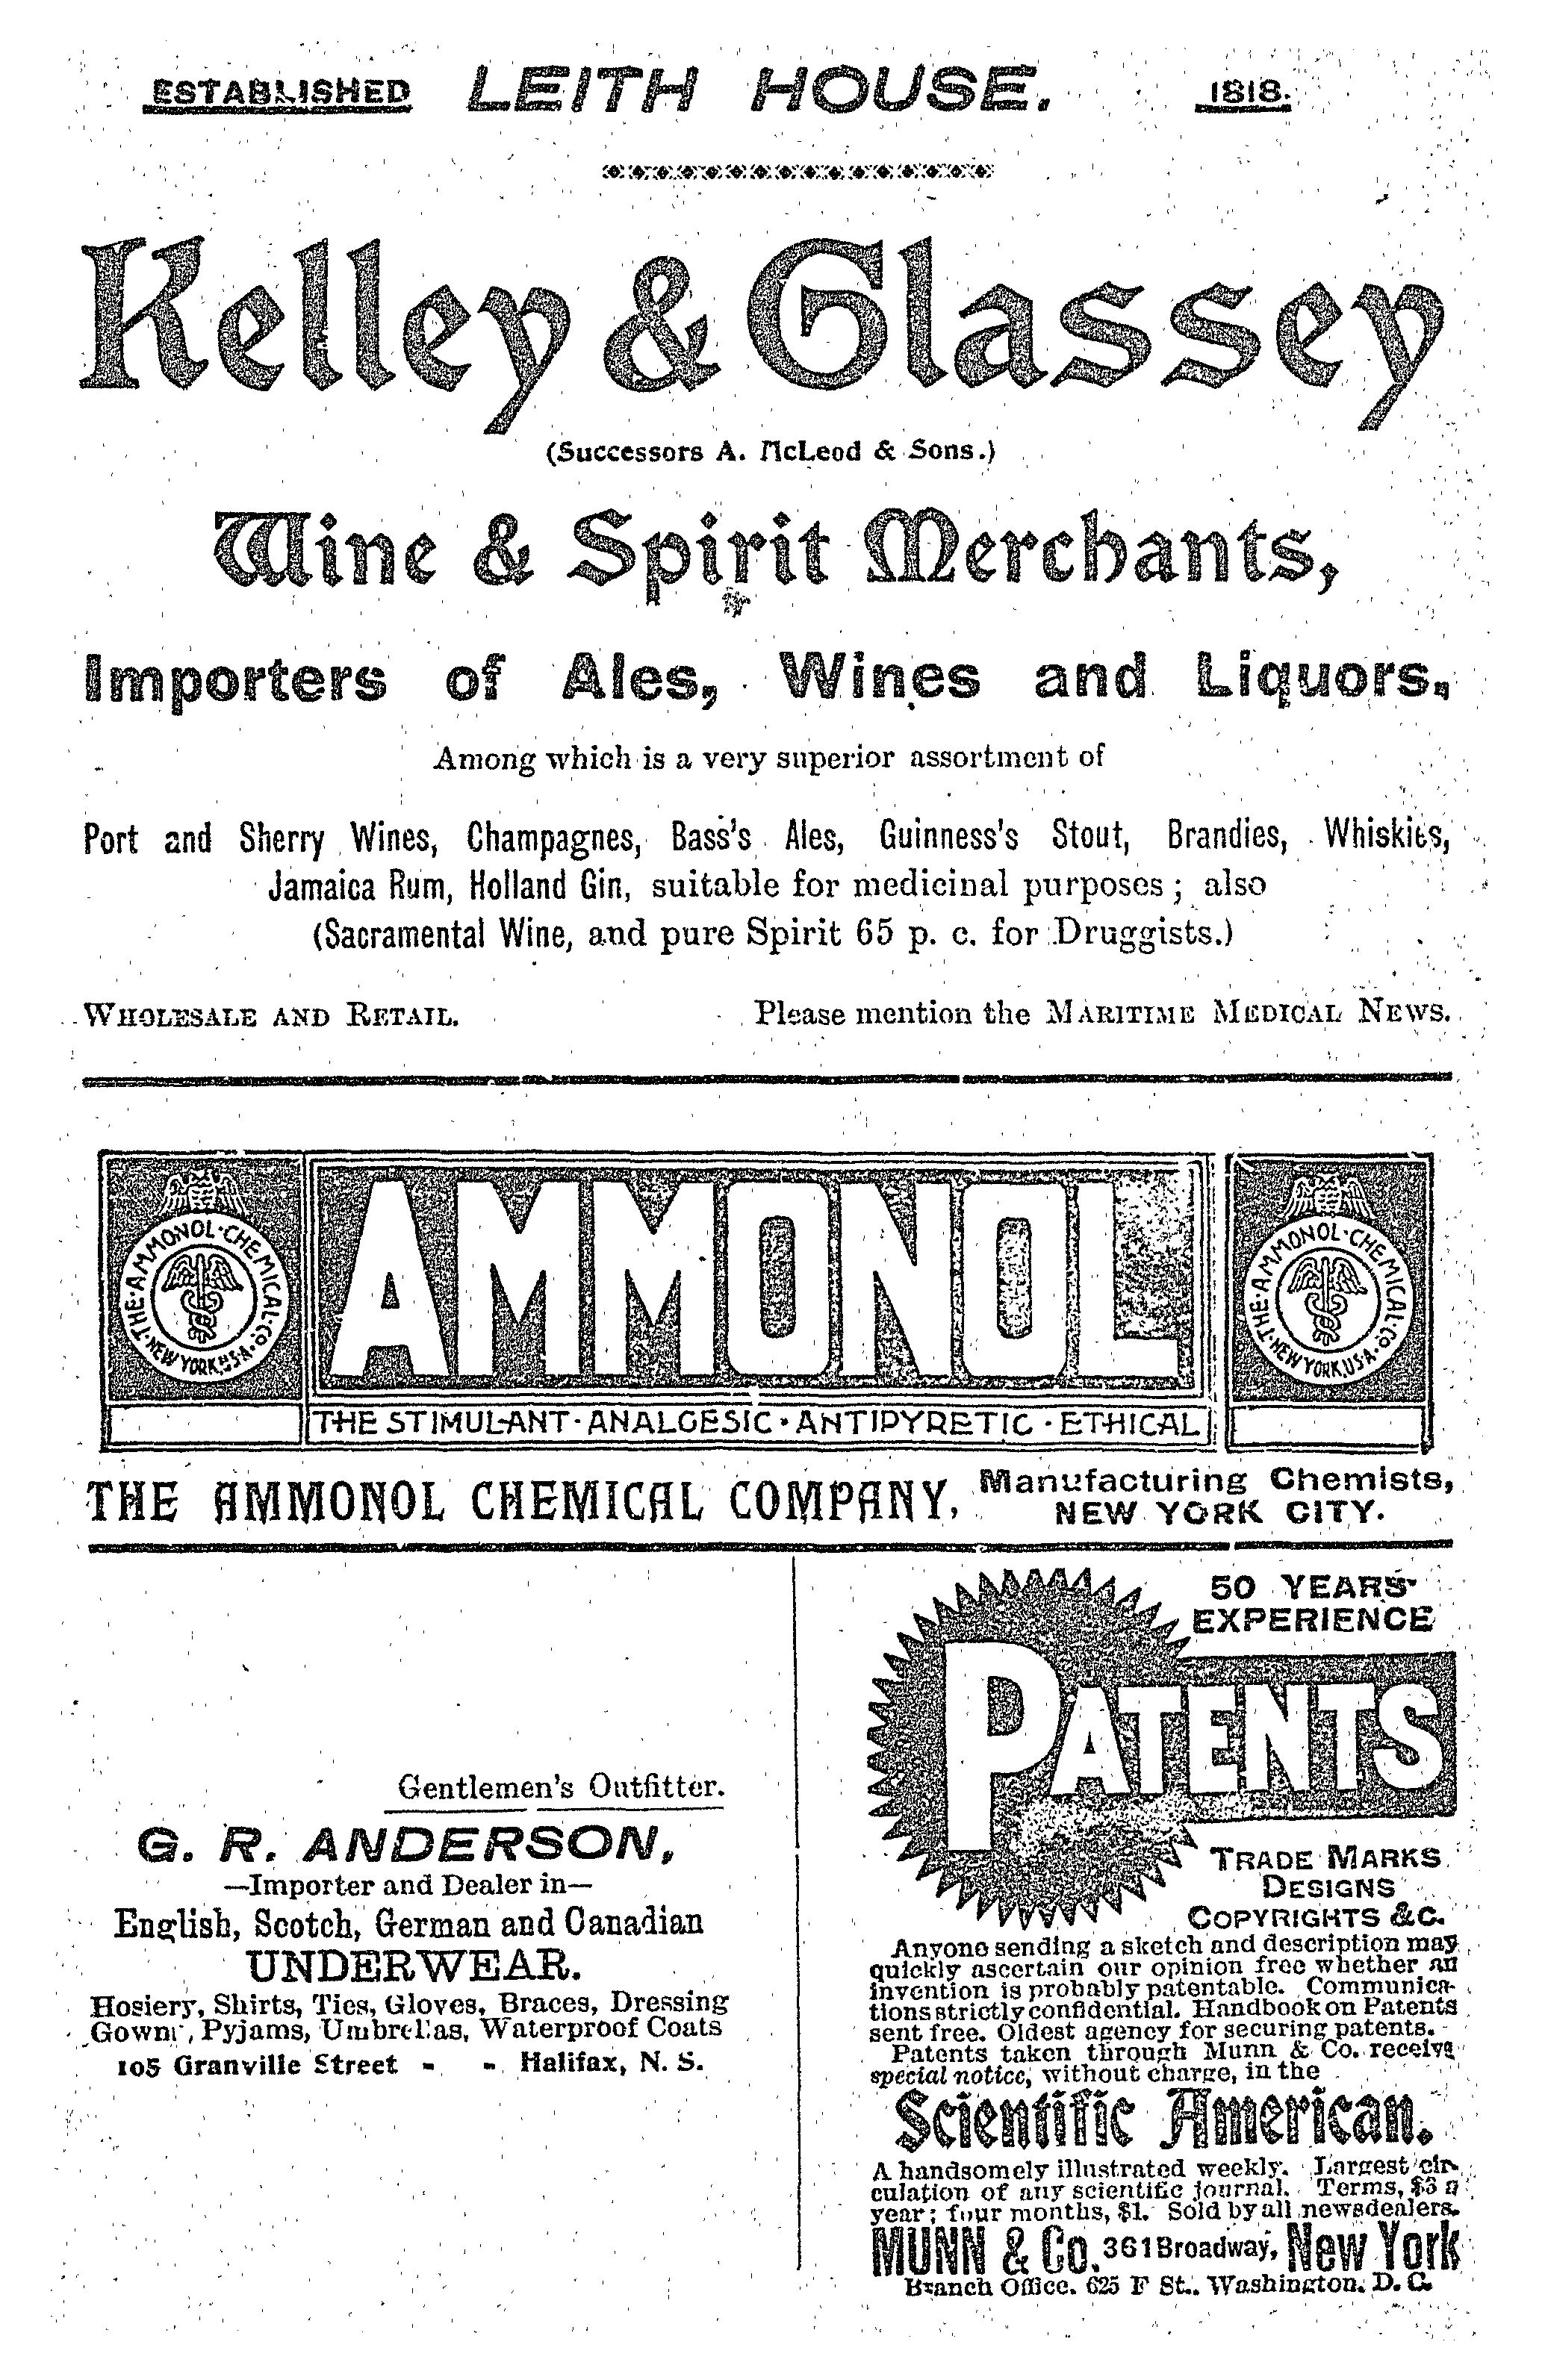 ESTABLISHED LEITH HOUSE. 1818.
Kelley & Glassey
(Successors A. McLeod & Sons.)
Wine & Spirit Merchants,
Importers of Ales, Wines and Liquors,
Among which is a very superior assortment of
Port and Sherry Wines, Champagnes, Bass's Ales, Guinness's Stout, Brandies, Whiskies,
Jamaica Rum, Holland Gin, suitable for medicinal purposes; also
(Sacramental Wine, and pure Spirit 65 p. c. for Druggists.)
WHOLESALE AND RETAIL. Please mention the MARITIME MEDICAL NEWS.
THE·AMMONOL·CHEMICAL·CO·NEW YORK,U.S.A·
AMMONOL
THE·AMMONOL·CHEMICAL·CO·NEW YORK,U.S.A·
THE STIMULANT·ANALGESIC·ANTIPYRETIC·ETHICAL
THE AMMONOL CHEMICAL COMPANY, Manufacturing Chemists,
NEW YORK CITY.
Gentlemen's Outfitter.
G. R. ANDERSON,
—Importer and Dealer in—
English, Scotch, German and Canadian
UNDERWEAR.
Hosiery, Shirts, Ties, Gloves, Braces, Dressing
Gowns, Pyjams, Umbrellas, Waterproof Coats
105 Granville Street - - Halifax, N. S.
50 YEARS'
EXPERIENCE
PATENTS
TRADE MARKS
DESIGNS
COPYRIGHTS &C.
Anyone sending a sketch and description may
quickly ascertain our opinion free whether an
invention is probably patentable. Communica-
tions strictly confidential. Handbook on Patents
sent free. Oldest agency for securing patents.
Patents taken through Munn & Co. receive
special notice, without charge, in the
Scientific American.
A handsomely illustrated weekly. Largest cir-
culation of any scientific journal. Terms, $3 a
year; four months, $1. Sold by all newsdealers.
MUNN & Co. 361 Broadway, New York
Branch Office, 625 F St., Washington, D. C.